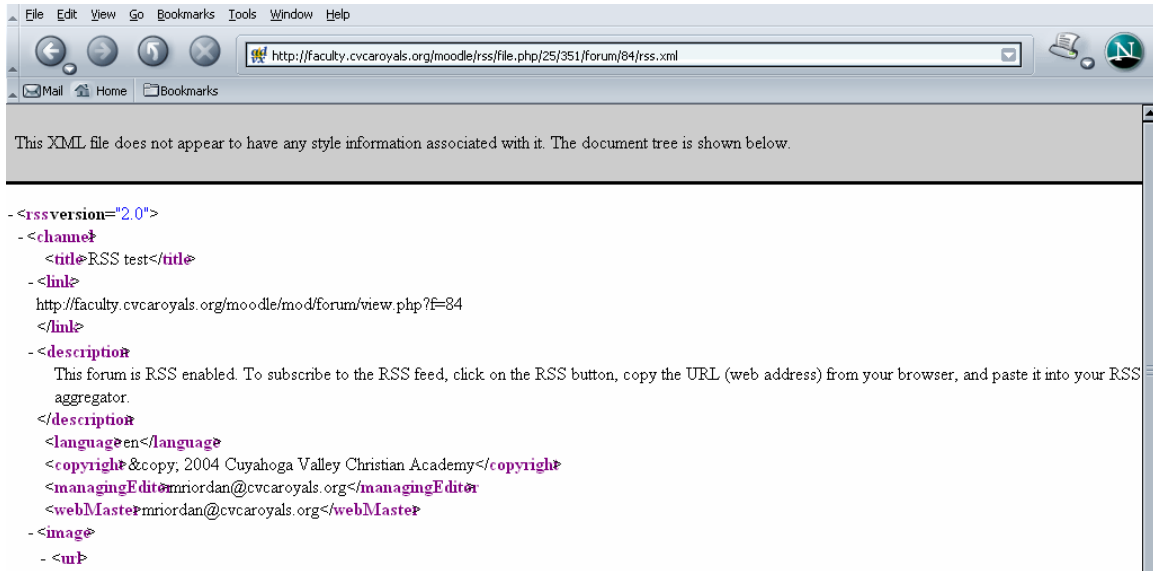 File Edit View Go Bookmarks Tools Window Help
http://faculty.cvcaroyals.org/moodle/rss/file.php/25/351/forum/84/rss.xml
N
Mail Home Bookmarks
This XML file does not appear to have any style information associated with it. The document tree is shown below.
- <rssversion="2.0">
- <channel>
<title>RSS test</title>
- <link>
http://faculty.cvcaroyals.org/moodle/mod/forum/view.php?f=84
</link>
- <description>
This forum is RSS enabled. To subscribe to the RSS feed, click on the RSS button, copy the URL (web address) from your browser, and paste it into your RSS
aggregator.
</description>
<language>en</language>
<copyright>&copy; 2004 Cuyahoga Valley Christian Academy</copyright>
<managingEditor>mriordan@cvcaroyals.org</managingEditor>
<webMaster>mriordan@cvcaroyals.org</webMaster>
- <image>
- <url>